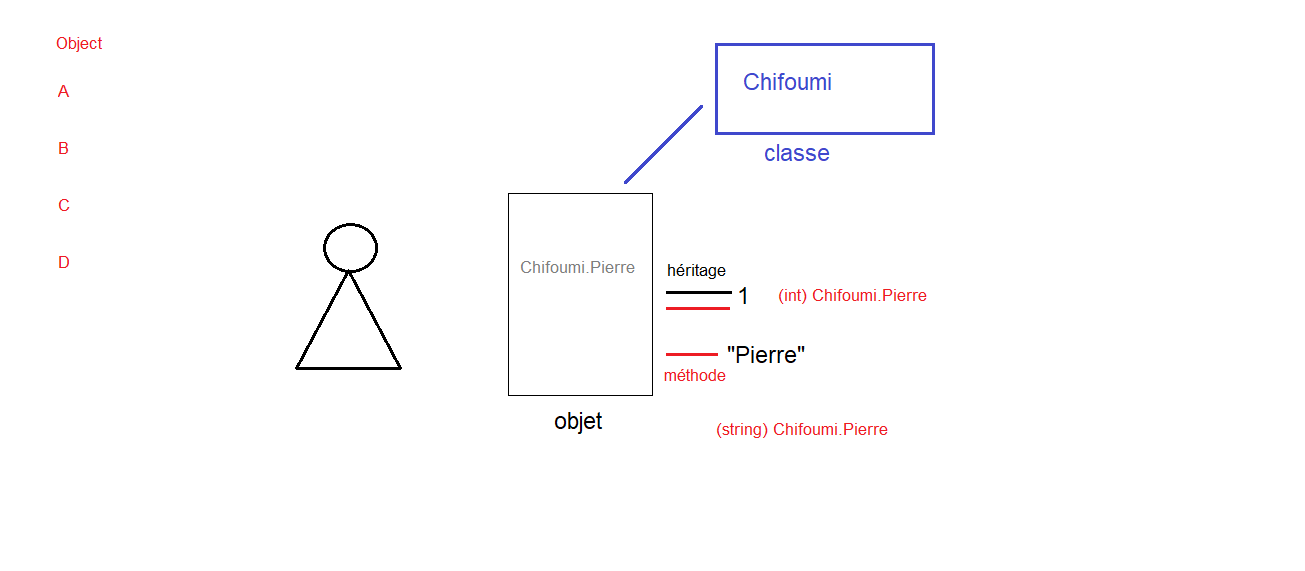 Object
A
B
C
D
Chifoumi
classe
Chifoumi.Pierre
objet
héritage
1 (int) Chifoumi.Pierre
"Pierre"
méthode
(string) Chifoumi.Pierre